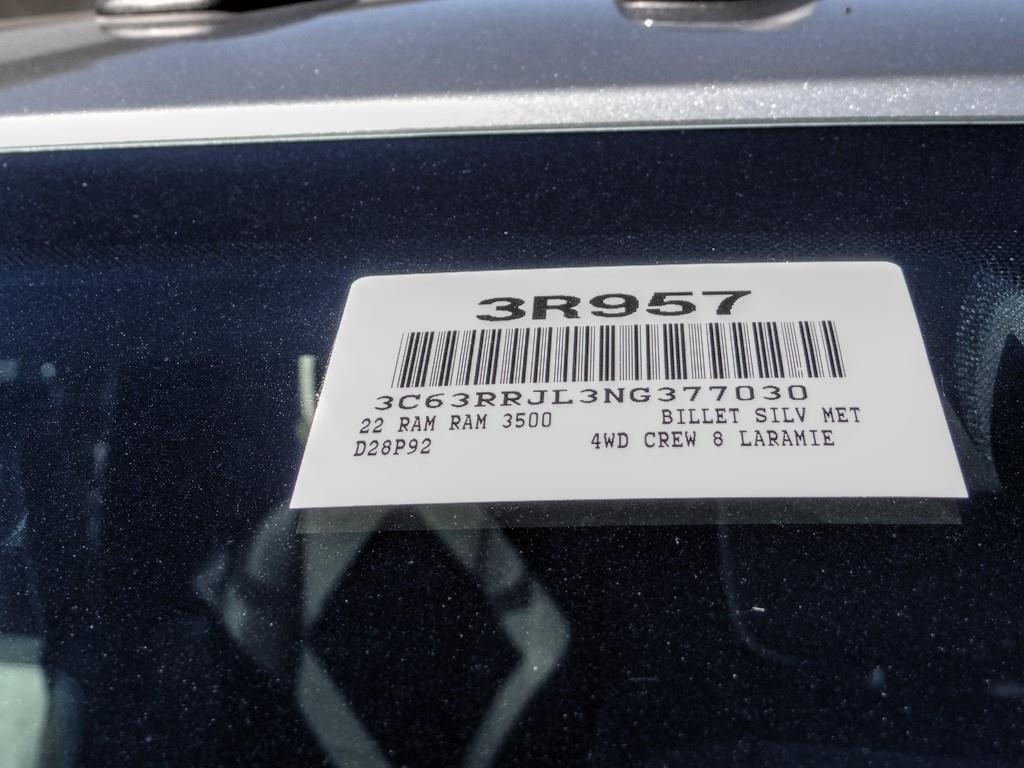 3R957
3C63RRJL3NG377030
22 RAM RAM 3500 BILLET SILV MET
D28P92 4WD CREW 8 LARAMIE